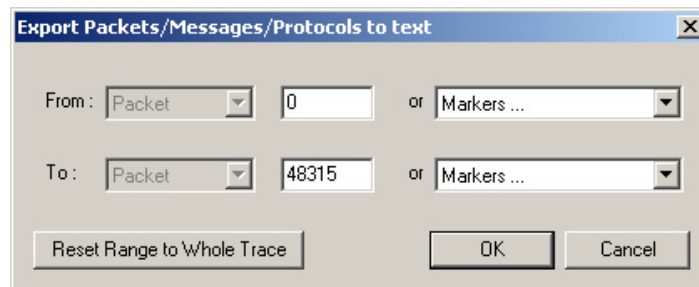 Export Packets/Messages/Protocols to text
From : Packet 0 or Markers ...
To : Packet 48315 or Markers ...
Reset Range to Whole Trace OK Cancel